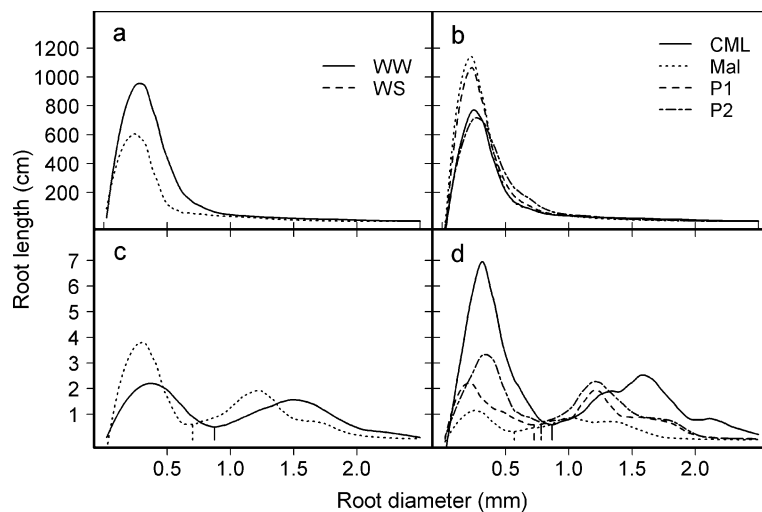 a
b
1200
1000
800
600
400
200
WW
WS
CML
Mal
P1
P2
Root length (cm)
c
d
7
6
5
4
3
2
1
0.5 1.0 1.5 2.0
0.5 1.0 1.5 2.0
Root diameter (mm)